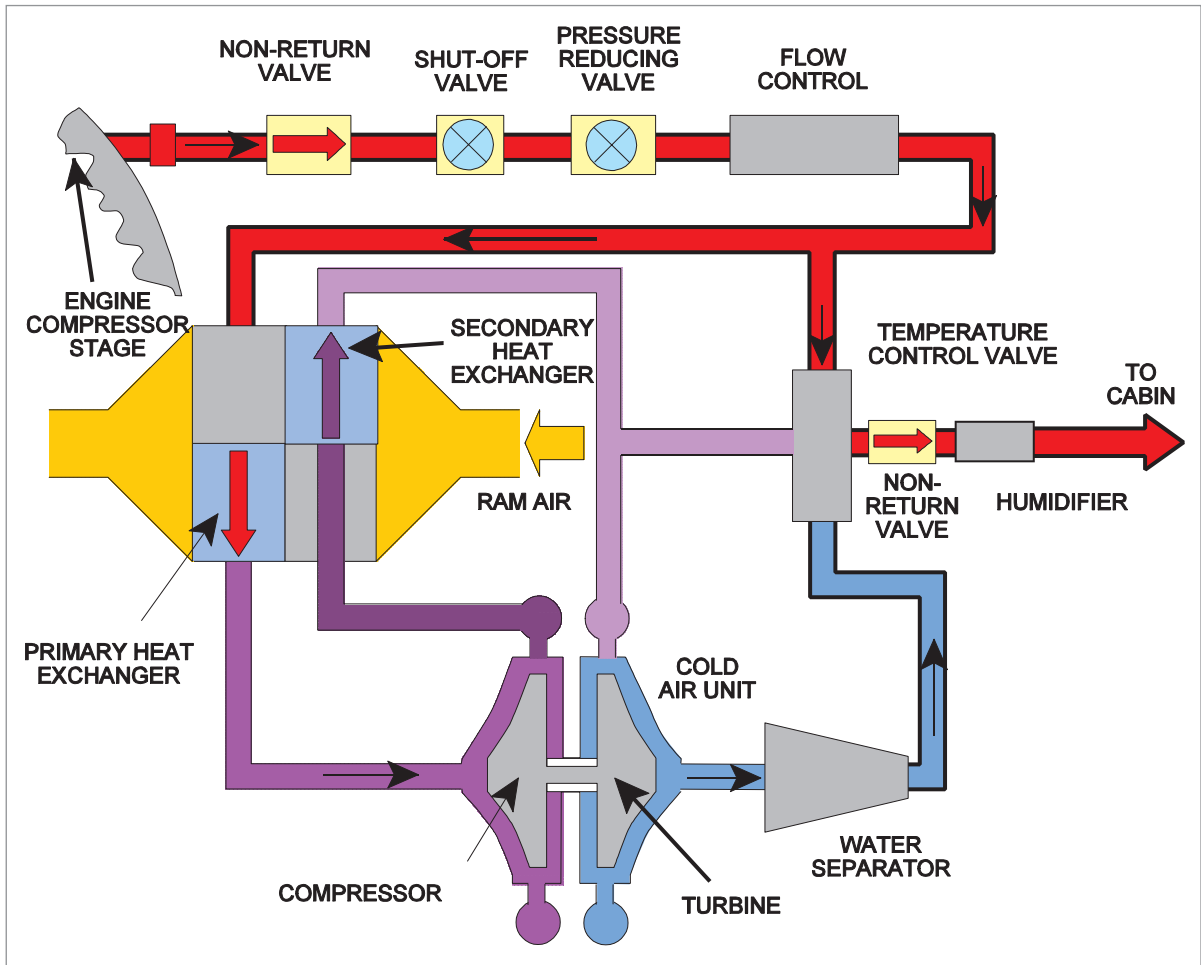 NON-RETURN
VALVE
SHUT-OFF
VALVE
PRESSURE
REDUCING
VALVE
FLOW
CONTROL
ENGINE
COMPRESSOR
STAGE
SECONDARY
HEAT
EXCHANGER
TEMPERATURE
CONTROL VALVE
TO
CABIN
RAM AIR
NON-
RETURN
VALVE
HUMIDIFIER
PRIMARY HEAT
EXCHANGER
COLD
AIR UNIT
COMPRESSOR
TURBINE
WATER
SEPARATOR